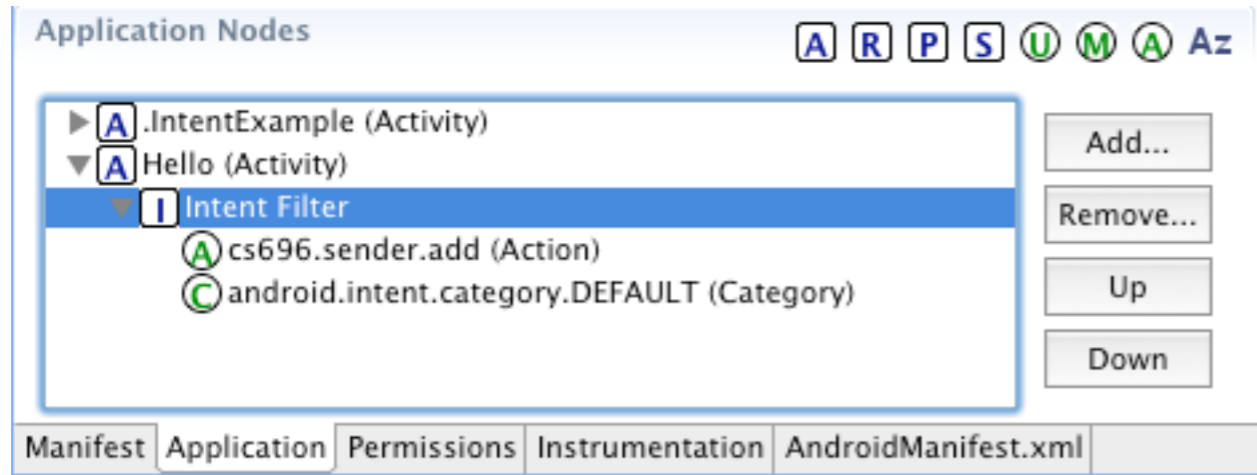 Application Nodes
A R P S U M A Az
A .IntentExample (Activity)
A Hello (Activity)
I Intent Filter
A cs696.sender.add (Action)
C android.intent.category.DEFAULT (Category)
Add...
Remove...
Up
Down
Manifest Application Permissions Instrumentation AndroidManifest.xml